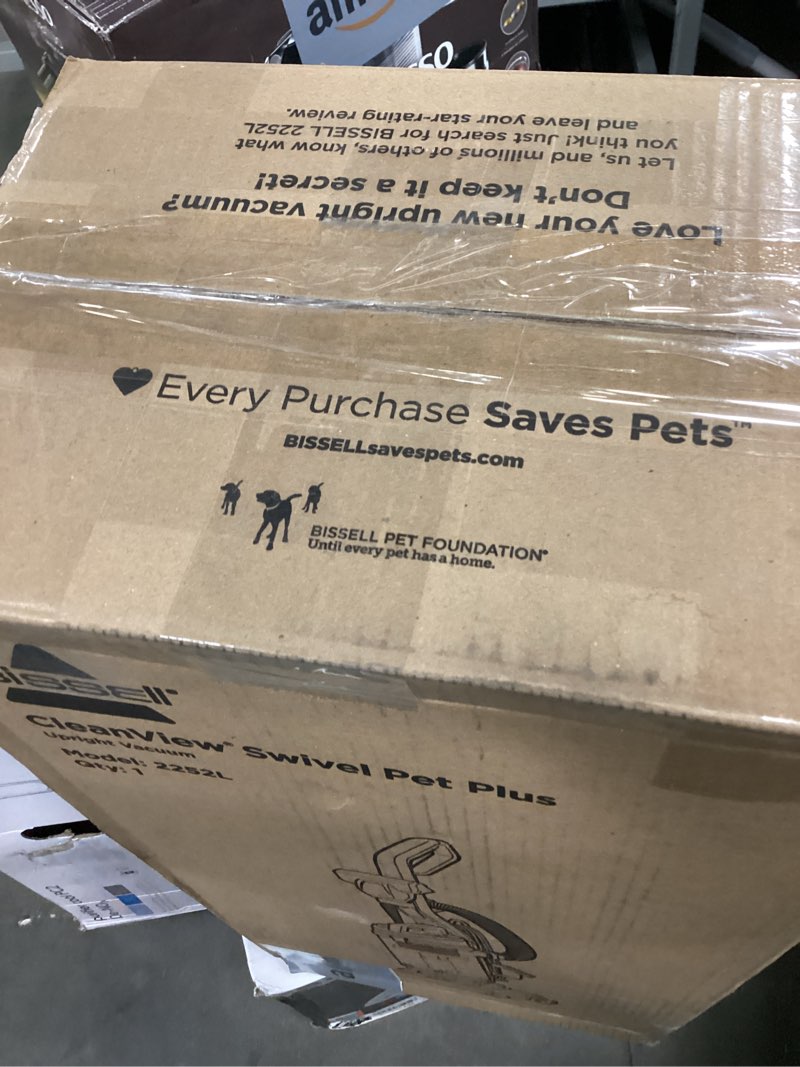 Love your new upright vacuum?
Don't keep it a secret!
Let us, and millions of others, know what
you think! Just search for BISSELL 2252L
and leave your star-rating review.
Every Purchase Saves Pets™
BISSELLsavespets.com
BISSELL PET FOUNDATION®
Until every pet has a home.
BISSELL®
CleanView® Swivel Pet Plus
Upright Vacuum
Model: 2252L
Qty: 1